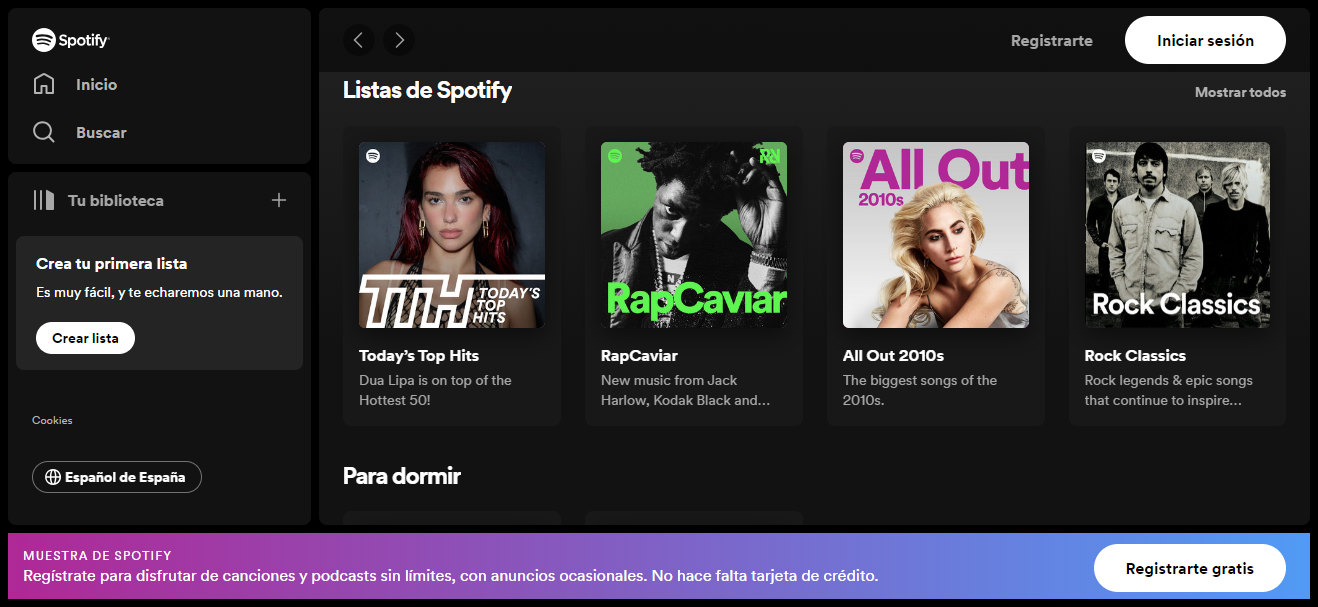 Spotify
Inicio
Buscar
Tu biblioteca
Crea tu primera lista
Es muy fácil, y te echaremos una mano.
Crear lista
Cookies
Español de España
Registrarte
Iniciar sesión
Listas de Spotify
Mostrar todos
TTH TODAY'S
TOP
HITS
Today's Top Hits
Dua Lipa is on top of the
Hottest 50!
RapCaviar
RapCaviar
New music from Jack
Harlow, Kodak Black and...
All Out
2010s
All Out 2010s
The biggest songs of the
2010s.
Rock Classics
Rock Classics
Rock legends & epic songs
that continue to inspire...
Para dormir
MUESTRA DE SPOTIFY
Regístrate para disfrutar de canciones y podcasts sin límites, con anuncios ocasionales. No hace falta tarjeta de crédito.
Registrarte gratis